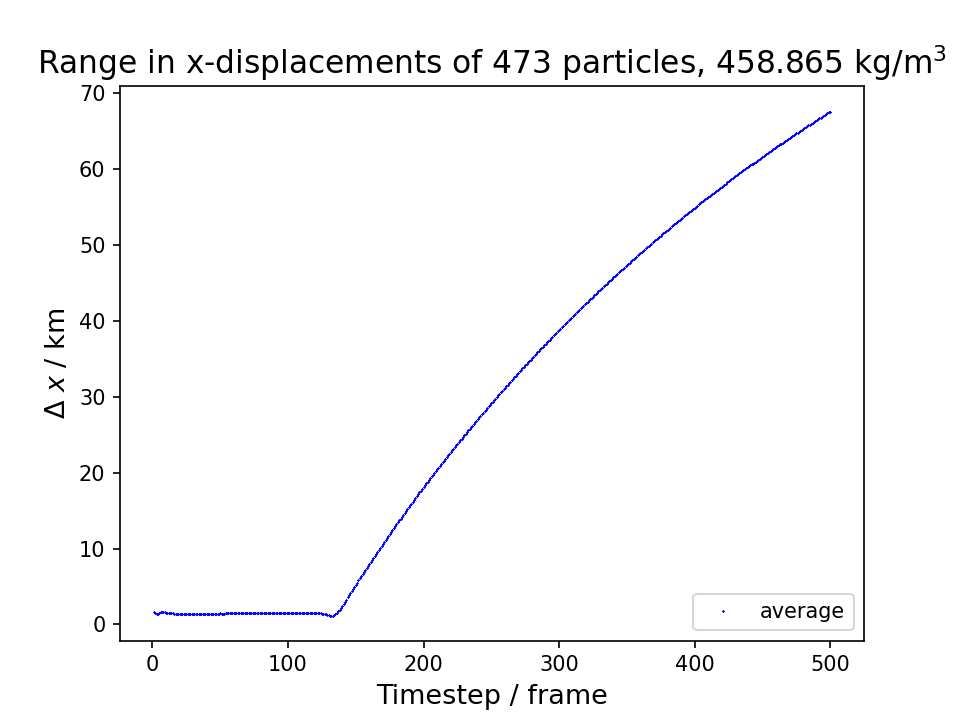 Range in x-displacements of 473 particles, 458.865 kg/m³
70
60
50
40
30
20
10
0
Δ x / km
average
0 100 200 300 400 500
Timestep / frame